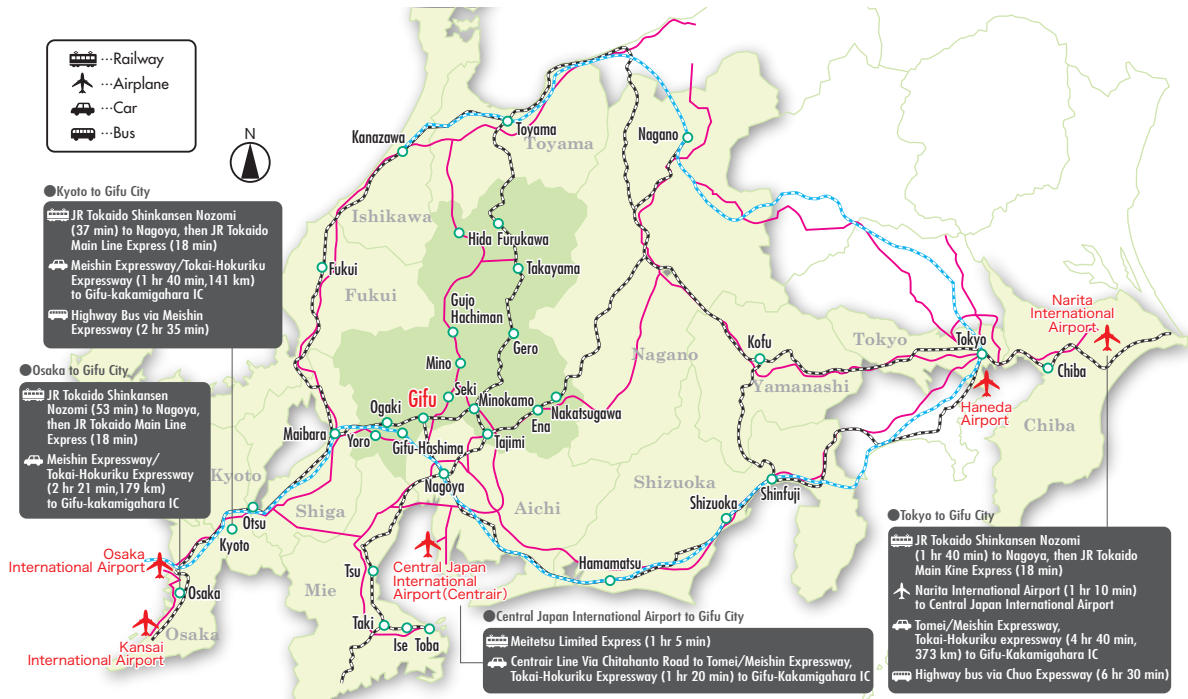 ···Railway
···Airplane
···Car
···Bus
N
●Kyoto to Gifu City
JR Tokaido Shinkansen Nozomi
(37 min) to Nagoya, then JR Tokaido
Main Line Express (18 min)
Meishin Expressway/Tokai-Hokuriku
Expressway (1 hr 40 min,141 km)
to Gifu-kakamigahara IC
Highway Bus via Meishin
Expressway (2 hr 35 min)
●Osaka to Gifu City
JR Tokaido Shinkansen
Nozomi (53 min) to Nagoya,
then JR Tokaido Main Line
Express (18 min)
Meishin Expressway/
Tokai-Hokuriku Expressway
(2 hr 21 min,179 km)
to Gifu-kakamigahara IC
Kanazawa
Toyama
Toyama
Nagano
Ishikawa
Hida Furukawa
Fukui
Takayama
Fukui
Gujo
Hachiman
Gero
Mino
Nagano
Kofu
Yamanashi
Tokyo
Tokyo
Narita
International
Airport
Chiba
Haneda
Airport
Chiba
Seki
Gifu
Ogaki
Minokamo
Nakatsugawa
Ena
Maibara
Yoro
Gifu-Hashima
Tajimi
Kyoto
Nagoya
Shizuoka
Shinfuji
Otsu
Shiga
Aichi
Shizuoka
Kyoto
Osaka
International Airport
Central Japan
International
Airport(Centrair)
Hamamatsu
Tsu
Mie
Osaka
Taki
Ise
Toba
Osaka
Kansai
International Airport
●Central Japan International Airport to Gifu City
Meitetsu Limited Express (1 hr 5 min)
Centrair Line Via Chitahanto Road to Tomei/Meishin Expressway,
Tokai-Hokuriku Expressway (1 hr 20 min) to Gifu-Kakamigahara IC
●Tokyo to Gifu City
JR Tokaido Shinkansen Nozomi
(1 hr 40 min) to Nagoya, then JR Tokaido
Main Kine Express (18 min)
Narita International Airport (1 hr 10 min)
to Central Japan International Airport
Tomei/Meishin Expressway,
Tokai-Hokuriku expressway (4 hr 40 min,
373 km) to Gifu-Kakamigahara IC
Highway bus via Chuo Expessway (6 hr 30 min)